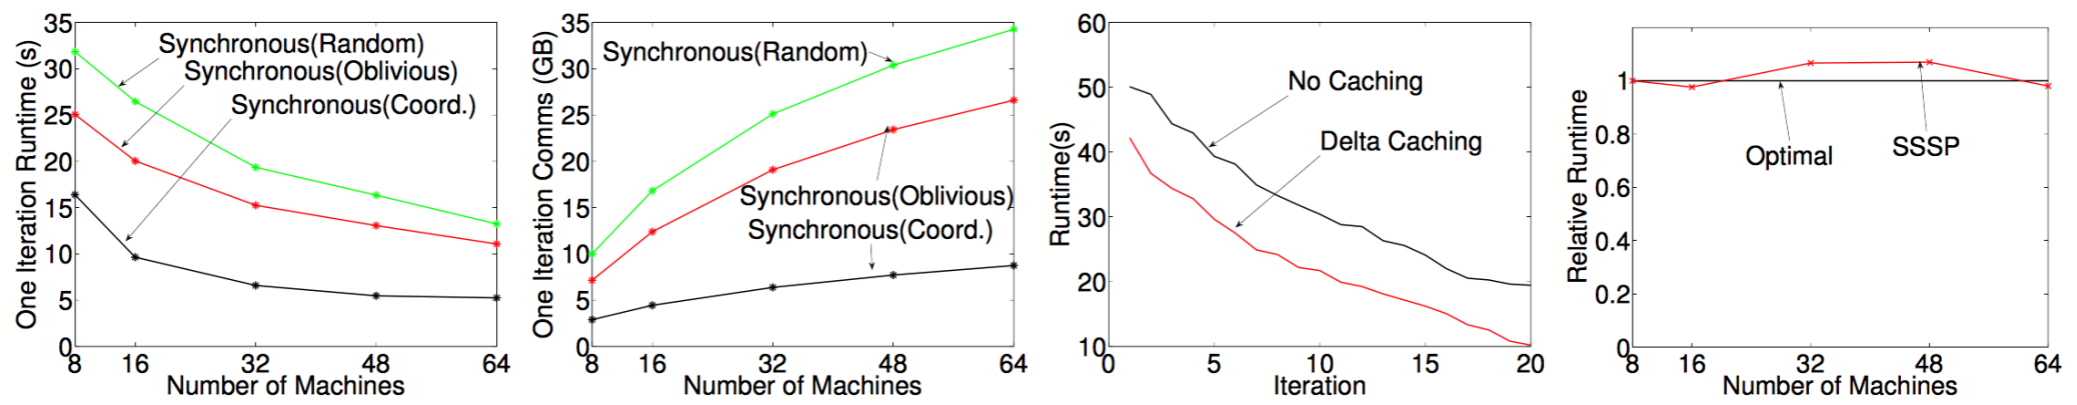 One Iteration Runtime (s)
35
30
25
20
15
10
5
0
Synchronous(Random)
Synchronous(Oblivious)
Synchronous(Coord.)
8 16 32 48 64
Number of Machines
One Iteration Comms (GB)
35
30
25
20
15
10
5
0
Synchronous(Random)
Synchronous(Oblivious)
Synchronous(Coord.)
8 16 32 48 64
Number of Machines
Runtime(s)
60
50
40
30
20
10
No Caching
Delta Caching
0 5 10 15 20
Iteration
Relative Runtime
1
0.8
0.6
0.4
0.2
0
Optimal
SSSP
8 16 32 48 64
Number of Machines